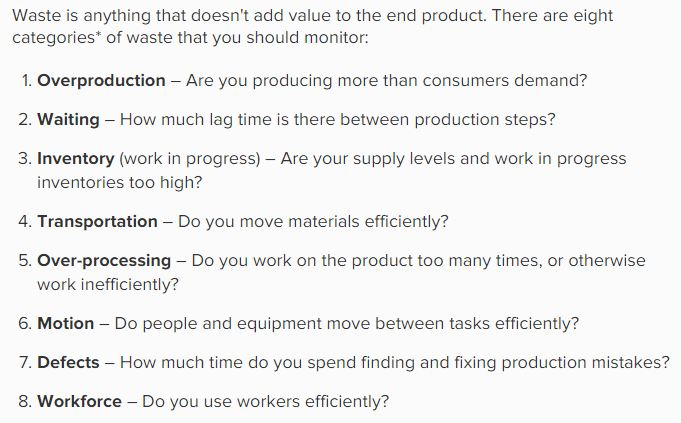 Waste is anything that doesn't add value to the end product. There are eight
categories* of waste that you should monitor:
1. Overproduction – Are you producing more than consumers demand?
2. Waiting – How much lag time is there between production steps?
3. Inventory (work in progress) – Are your supply levels and work in progress
inventories too high?
4. Transportation – Do you move materials efficiently?
5. Over-processing – Do you work on the product too many times, or otherwise
work inefficiently?
6. Motion – Do people and equipment move between tasks efficiently?
7. Defects – How much time do you spend finding and fixing production mistakes?
8. Workforce – Do you use workers efficiently?